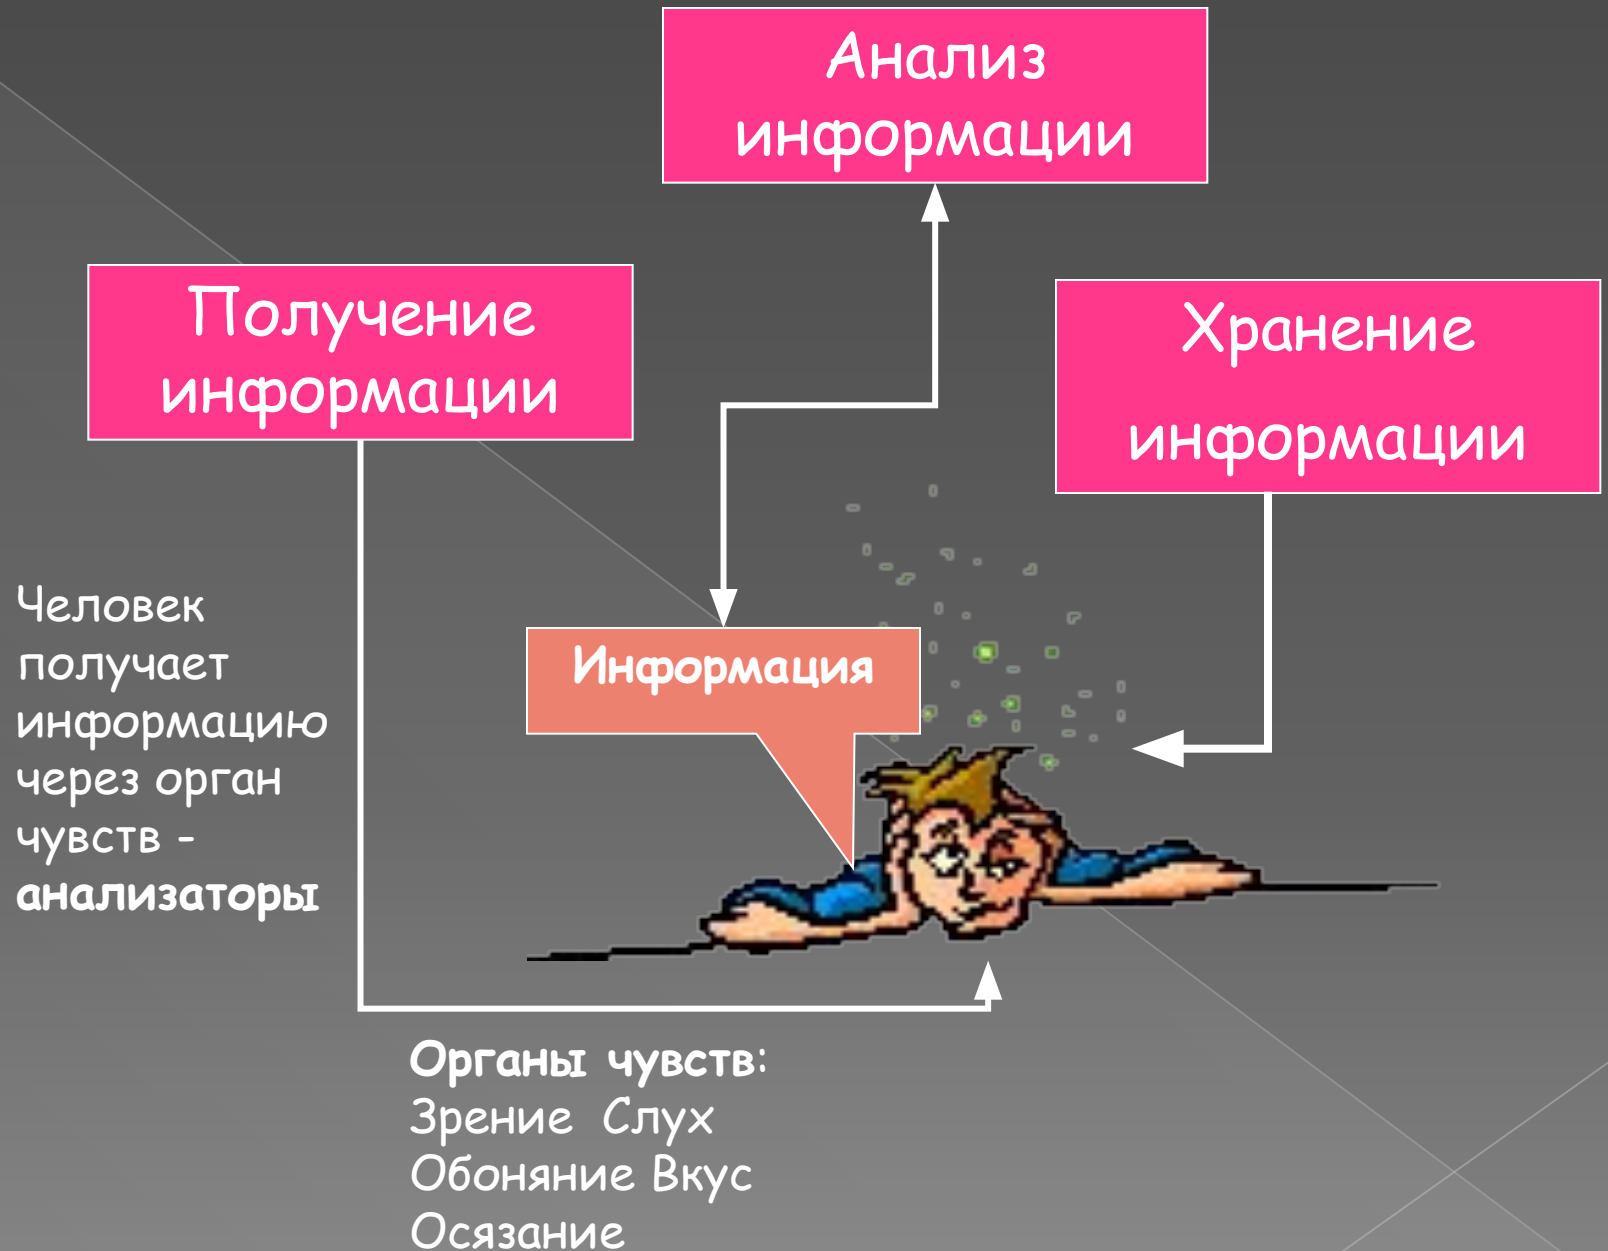 Анализ
информации
Получение
информации
Хранение
информации
Человек
получает
информацию
через орган
чувств -
анализаторы
Информация
Органы чувств:
Зрение Слух
Обоняние Вкус
Осязание